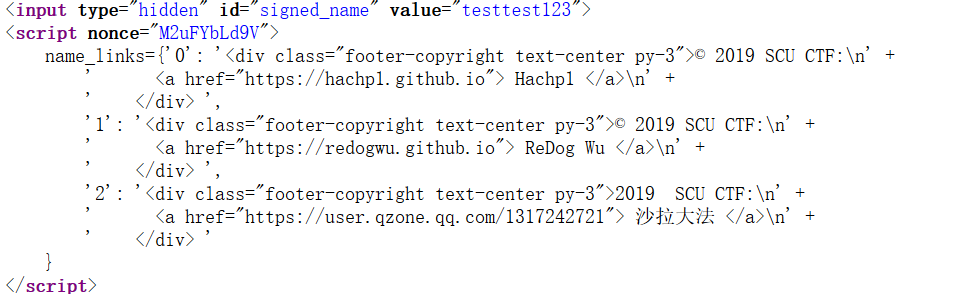 <input type="hidden" id="signed_name" value="testtest123">
<script nonce="M2uFYbLd9V">
    name_links={'0': '<div class="footer-copyright text-center py-3">© 2019 SCU CTF:\n' +
        '      <a href="https://hachp1.github.io"> Hachp1 </a>\n' +
        '    </div> ',
        '1': '<div class="footer-copyright text-center py-3">© 2019 SCU CTF:\n' +
        '      <a href="https://redogwu.github.io"> ReDog Wu </a>\n' +
        '    </div> ',
        '2': '<div class="footer-copyright text-center py-3">2019  SCU CTF:\n' +
        '      <a href="https://user.qzone.qq.com/1317242721"> 沙拉大法 </a>\n' +
        '    </div> '
    }
</script>